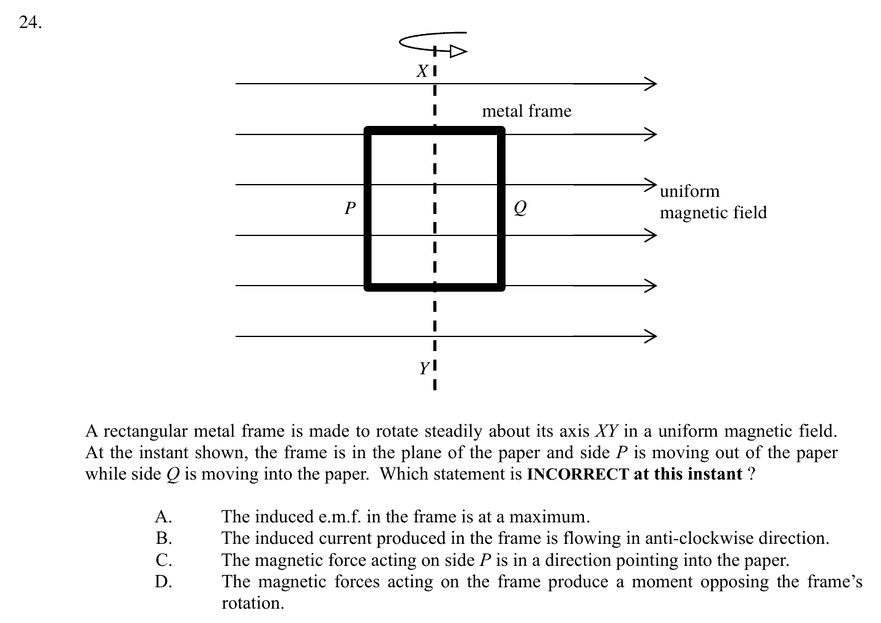 24.
X
metal frame
P
Q
uniform
magnetic field
Y
A rectangular metal frame is made to rotate steadily about its axis XY in a uniform magnetic field.
At the instant shown, the frame is in the plane of the paper and side P is moving out of the paper
while side Q is moving into the paper. Which statement is INCORRECT at this instant ?
A. The induced e.m.f. in the frame is at a maximum.
B. The induced current produced in the frame is flowing in anti-clockwise direction.
C. The magnetic force acting on side P is in a direction pointing into the paper.
D. The magnetic forces acting on the frame produce a moment opposing the frame's
rotation.